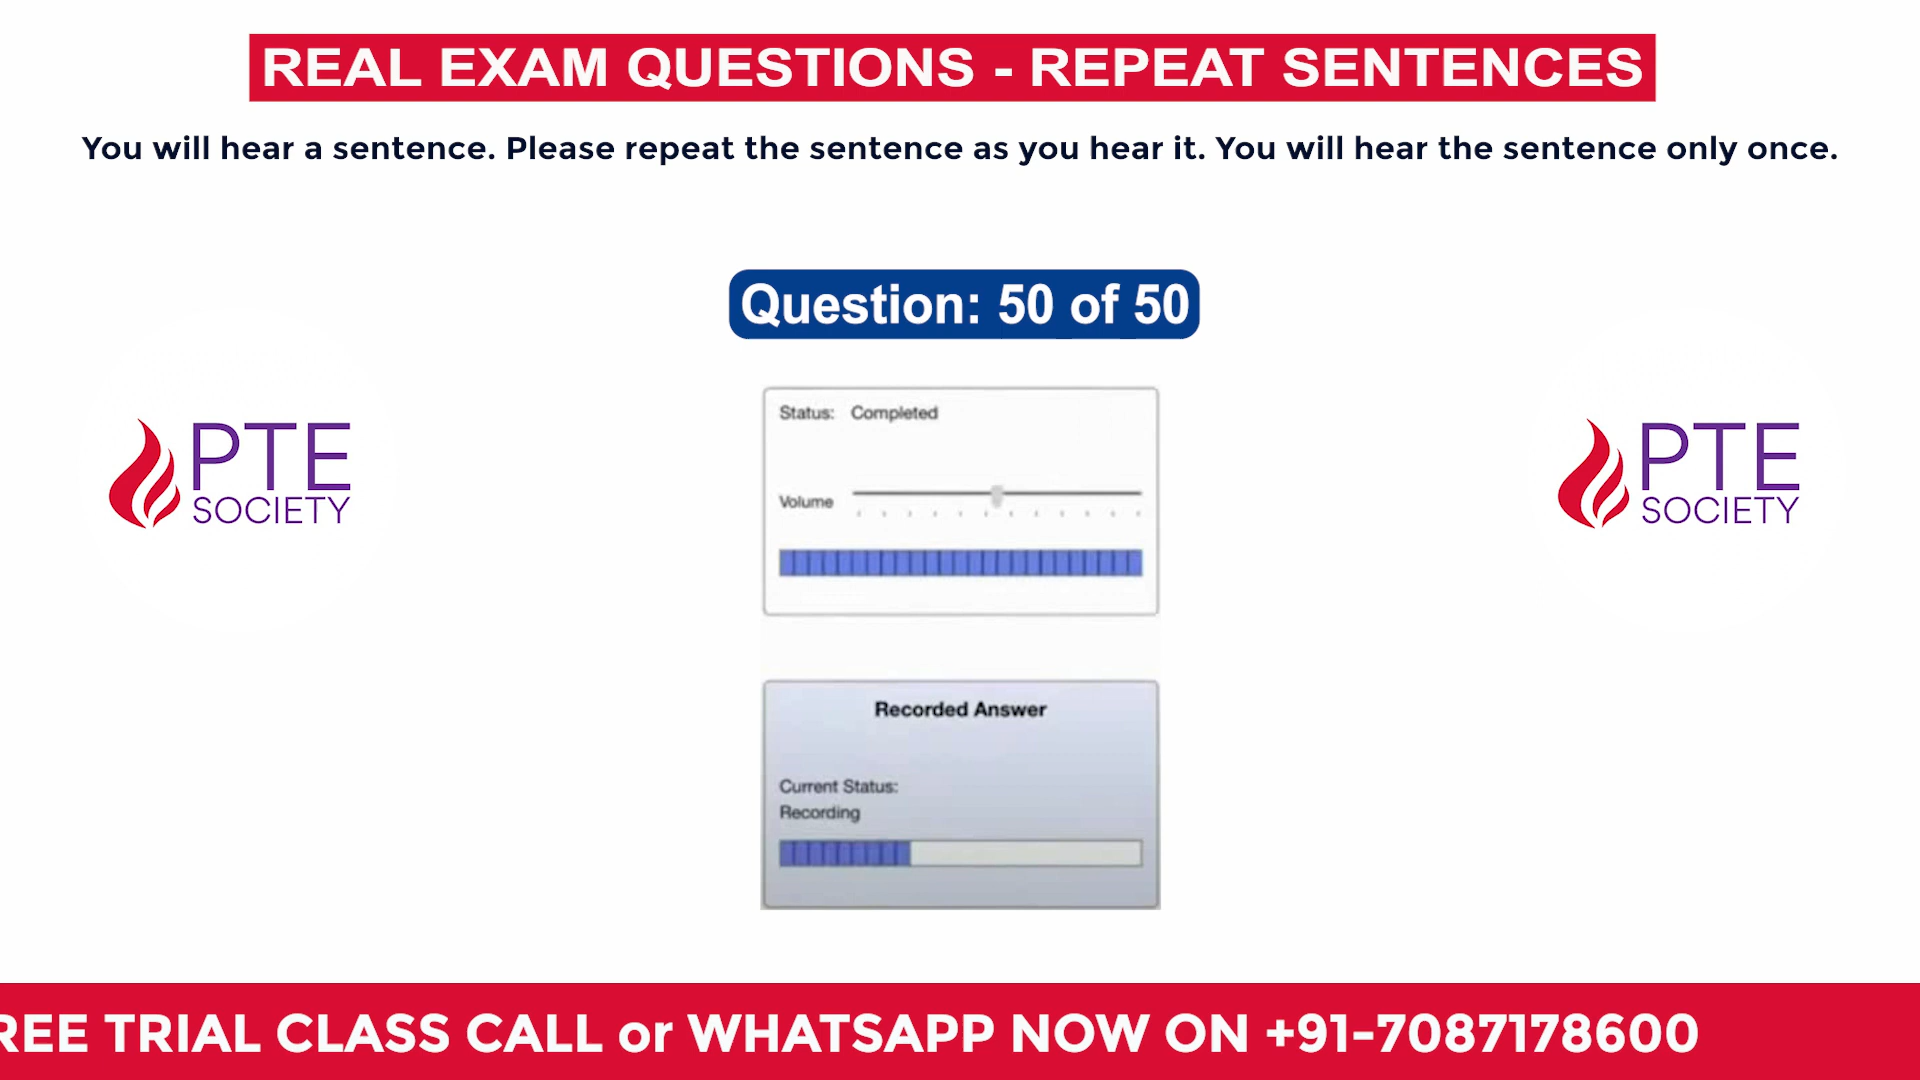 REAL EXAM QUESTIONS - REPEAT SENTENCES
You will hear a sentence. Please repeat the sentence as you hear it. You will hear the sentence only once.
Question: 50 of 50
Status: Completed
Volume
PTE
SOCIETY
PTE
SOCIETY
Recorded Answer
Current Status:
Recording
REE TRIAL CLASS CALL or WHATSAPP NOW ON +91-7087178600